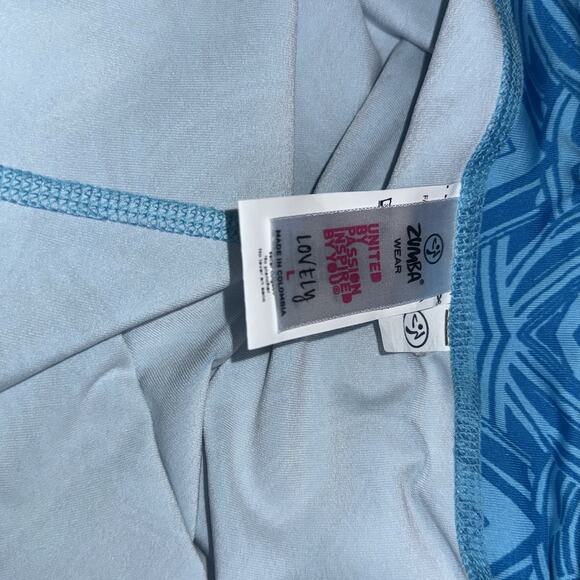 ZUMBA®
WEAR
UNITED
BY
PASSION
INSPIRED
BY YOU®
LOVELY
L
MADE IN COLOMBIA